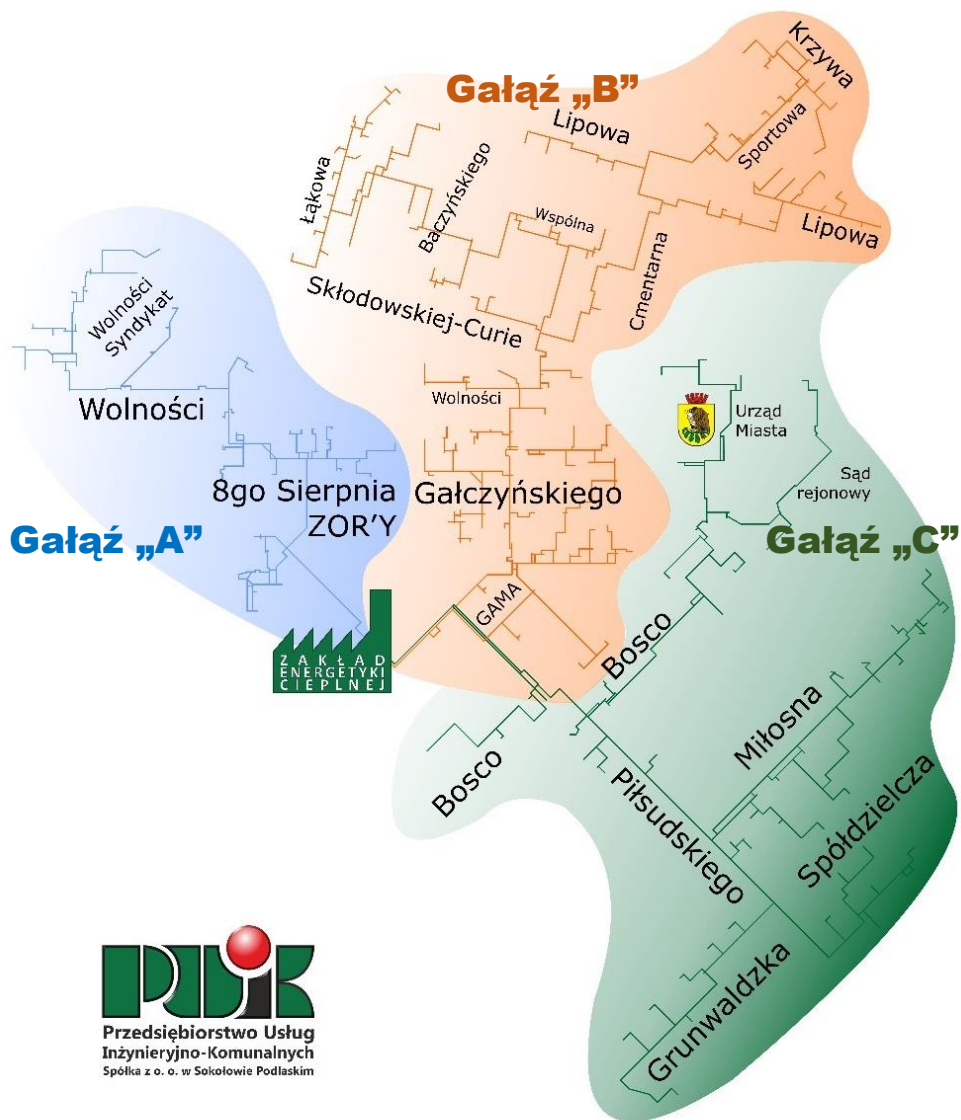 Krzywa
Gałąź „B”
Lipowa
Sportowa
Łąkowa
Baczyńskiego
Wspólna
Lipowa
Cmentarna
Skłodowskiej-Curie
Wolności
Syndykat
Wolności
Wolności
Urząd
Miasta
Sąd
rejonowy
8go Sierpnia
ZOR'Y
Gałczyńskiego
Gałąź „A”
Gałąź „C”
GAMA
Bosco
ZAKŁAD
ENERGETYKI
CIEPLNEJ
Bosco
Miłosna
Piłsudskiego
Spółdzielcza
Grunwaldzka
PUIK
Przedsiębiorstwo Usług
Inżynieryjno-Komunalnych
Spółka z o. o. w Sokołowie Podlaskim